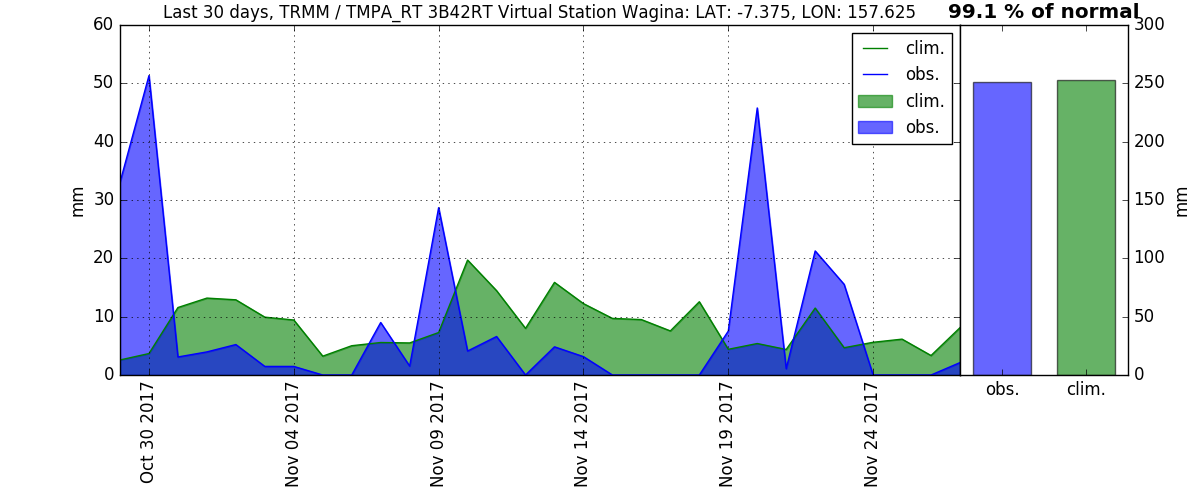 Last 30 days, TRMM / TMPA_RT 3B42RT Virtual Station Wagina: LAT: -7.375, LON: 157.625
99.1 % of normal
60
50
40
30
20
10
0
mm
clim.
obs.
clim.
obs.
300
250
200
150
100
50
0
mm
obs.
clim.
Oct 30 2017
Nov 04 2017
Nov 09 2017
Nov 14 2017
Nov 19 2017
Nov 24 2017